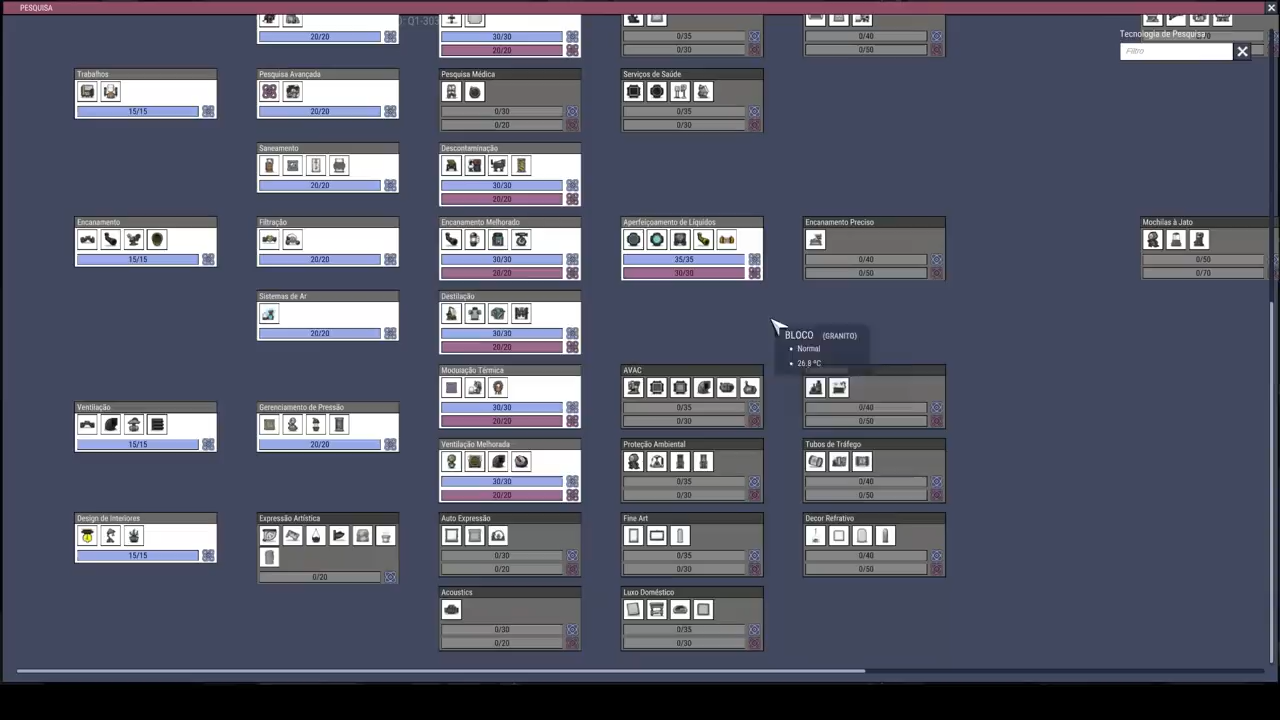 PESQUISA
Q1-303
20/20
30/30
20/20
0/35
0/30
0/40
0/50
Tecnologia de Pesquisa
Filtro
Trabalhos
15/15
Pesquisa Avançada
20/20
Pesquisa Médica
0/30
0/20
Serviços de Saúde
0/35
0/30
Saneamento
20/20
Descontaminação
30/30
20/20
Encanamento
15/15
Filtração
20/20
Encanamento Melhorado
30/30
20/20
Aperfeiçoamento de Líquidos
35/35
30/30
Encanamento Preciso
0/40
0/50
Mochilas à Jato
0/50
0/70
Sistemas de Ar
20/20
Destilação
30/30
20/20
BLOCO (GRANITO)
• Normal
• 26.8 ºC
Modulação Térmica
30/30
20/20
AVAC
0/35
0/30
0/40
0/50
Ventilação
15/15
Gerenciamento de Pressão
20/20
Ventilação Melhorada
30/30
20/20
Proteção Ambiental
0/35
0/30
Tubos de Tráfego
0/40
0/50
Design de Interiores
15/15
Expressão Artística
0/20
Auto Expressão
0/30
0/20
Fine Art
0/35
0/30
Decor Refrativo
0/40
0/50
Acoustics
0/30
0/20
Luxo Doméstico
0/35
0/30